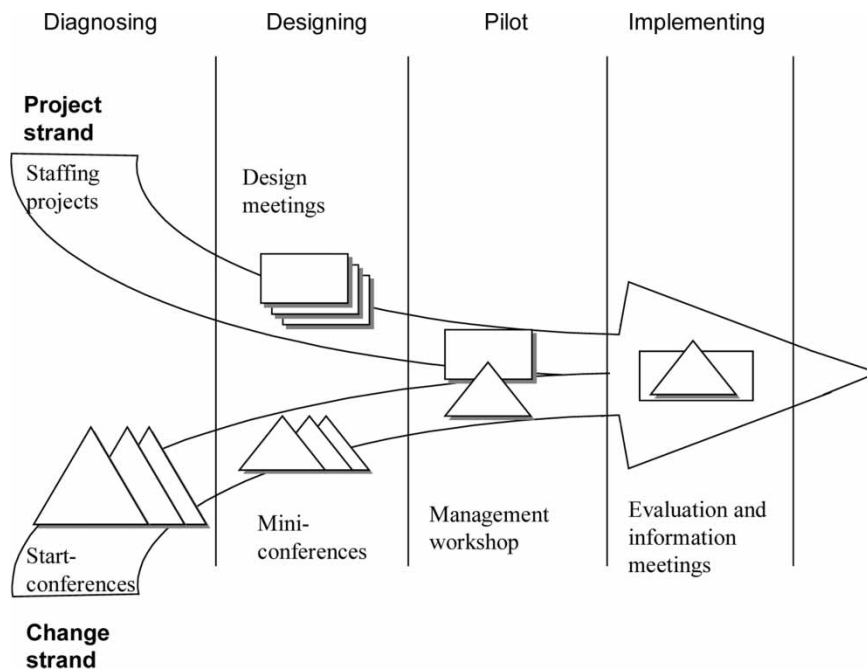 Diagnosing
Designing
Pilot
Implementing
Project
strand
Staffing
projects
Design
meetings
Start-
conferences
Mini-
conferences
Management
workshop
Evaluation and
information
meetings
Change
strand